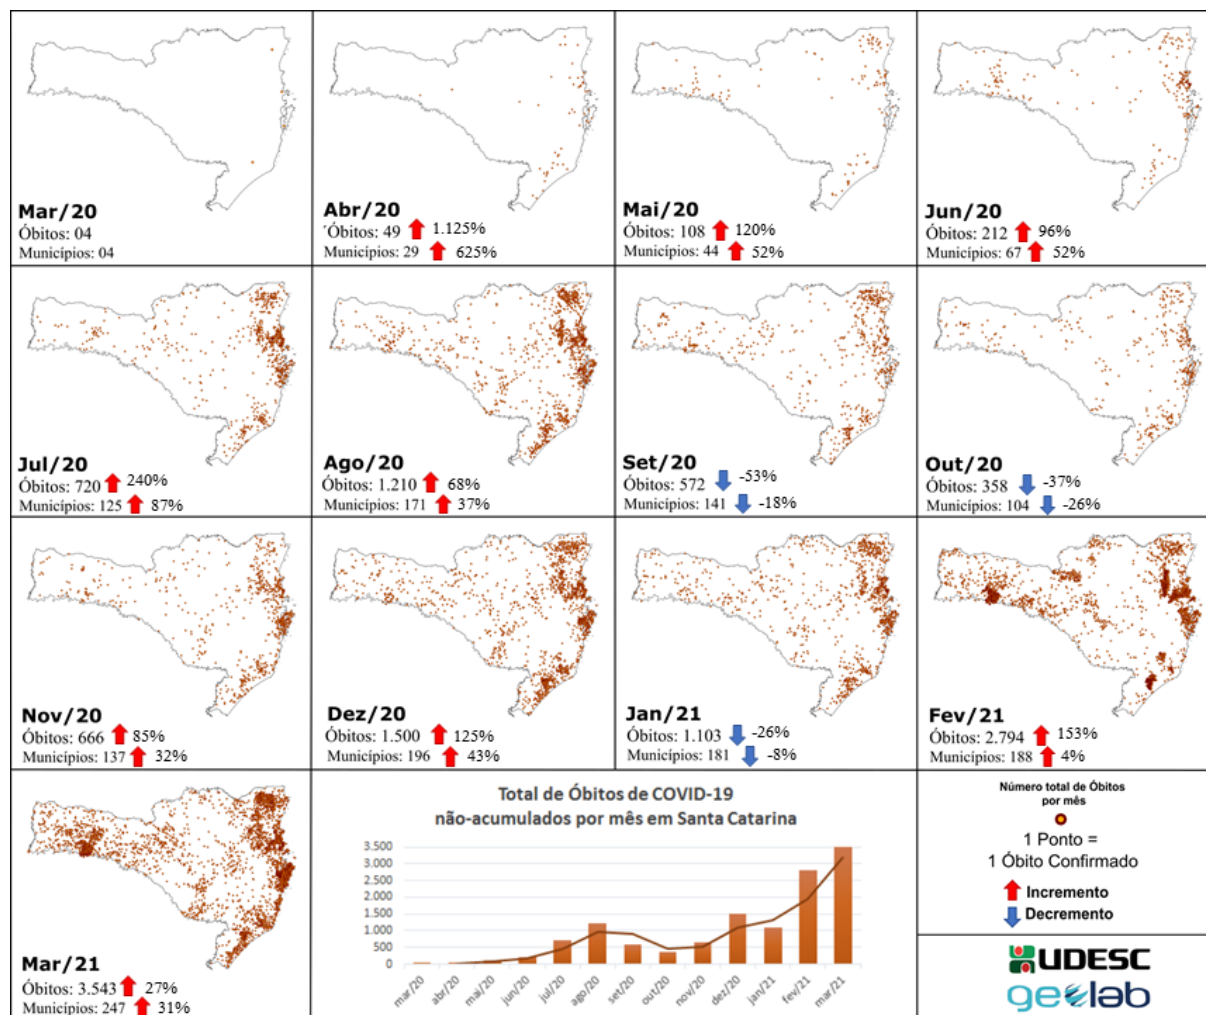 Mar/20
Óbitos: 04
Municípios: 04
Abr/20
'Óbitos: 49 1.125%
Municípios: 29 625%
Mai/20
Óbitos: 108 120%
Municípios: 44 52%
Jun/20
Óbitos: 212 96%
Municípios: 67 52%
Jul/20
Óbitos: 720 240%
Municípios: 125 87%
Ago/20
Óbitos: 1.210 68%
Municípios: 171 37%
Set/20
Óbitos: 572 -53%
Municípios: 141 -18%
Out/20
Óbitos: 358 -37%
Municípios: 104 -26%
Nov/20
Óbitos: 666 85%
Municípios: 137 32%
Dez/20
Óbitos: 1.500 125%
Municípios: 196 43%
Jan/21
Óbitos: 1.103 -26%
Municípios: 181 -8%
Fev/21
Óbitos: 2.794 153%
Municípios: 188 4%
Mar/21
Óbitos: 3.543 27%
Municípios: 247 31%
Total de Óbitos de COVID-19
não-acumulados por mês em Santa Catarina
3.500
3.000
2.500
2.000
1.500
1.000
500
0
mar/20 abr/20 mai/20 jun/20 jul/20 ago/20 set/20 out/20 nov/20 dez/20 jan/21 fev/21 mar/21
Número total de Óbitos
por mês
1 Ponto =
1 Óbito Confirmado
Incremento
Decremento
UDESC
geolab